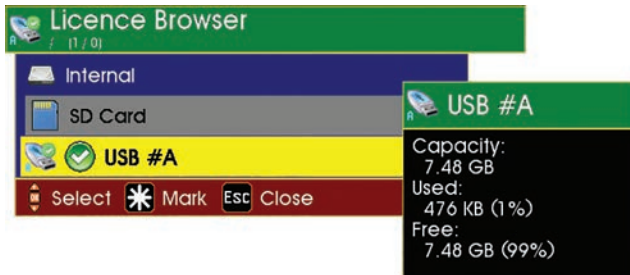 Licence Browser
/ (1 / 0)
Internal
SD Card
USB #A
Select Mark Esc Close
USB #A
Capacity:
7.48 GB
Used:
476 KB (1%)
Free:
7.48 GB (99%)